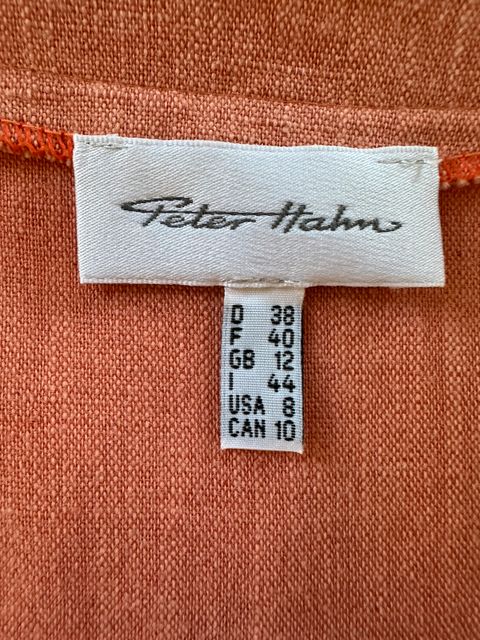 Peter Hahn
D 38
F 40
GB 12
I 44
USA 8
CAN 10